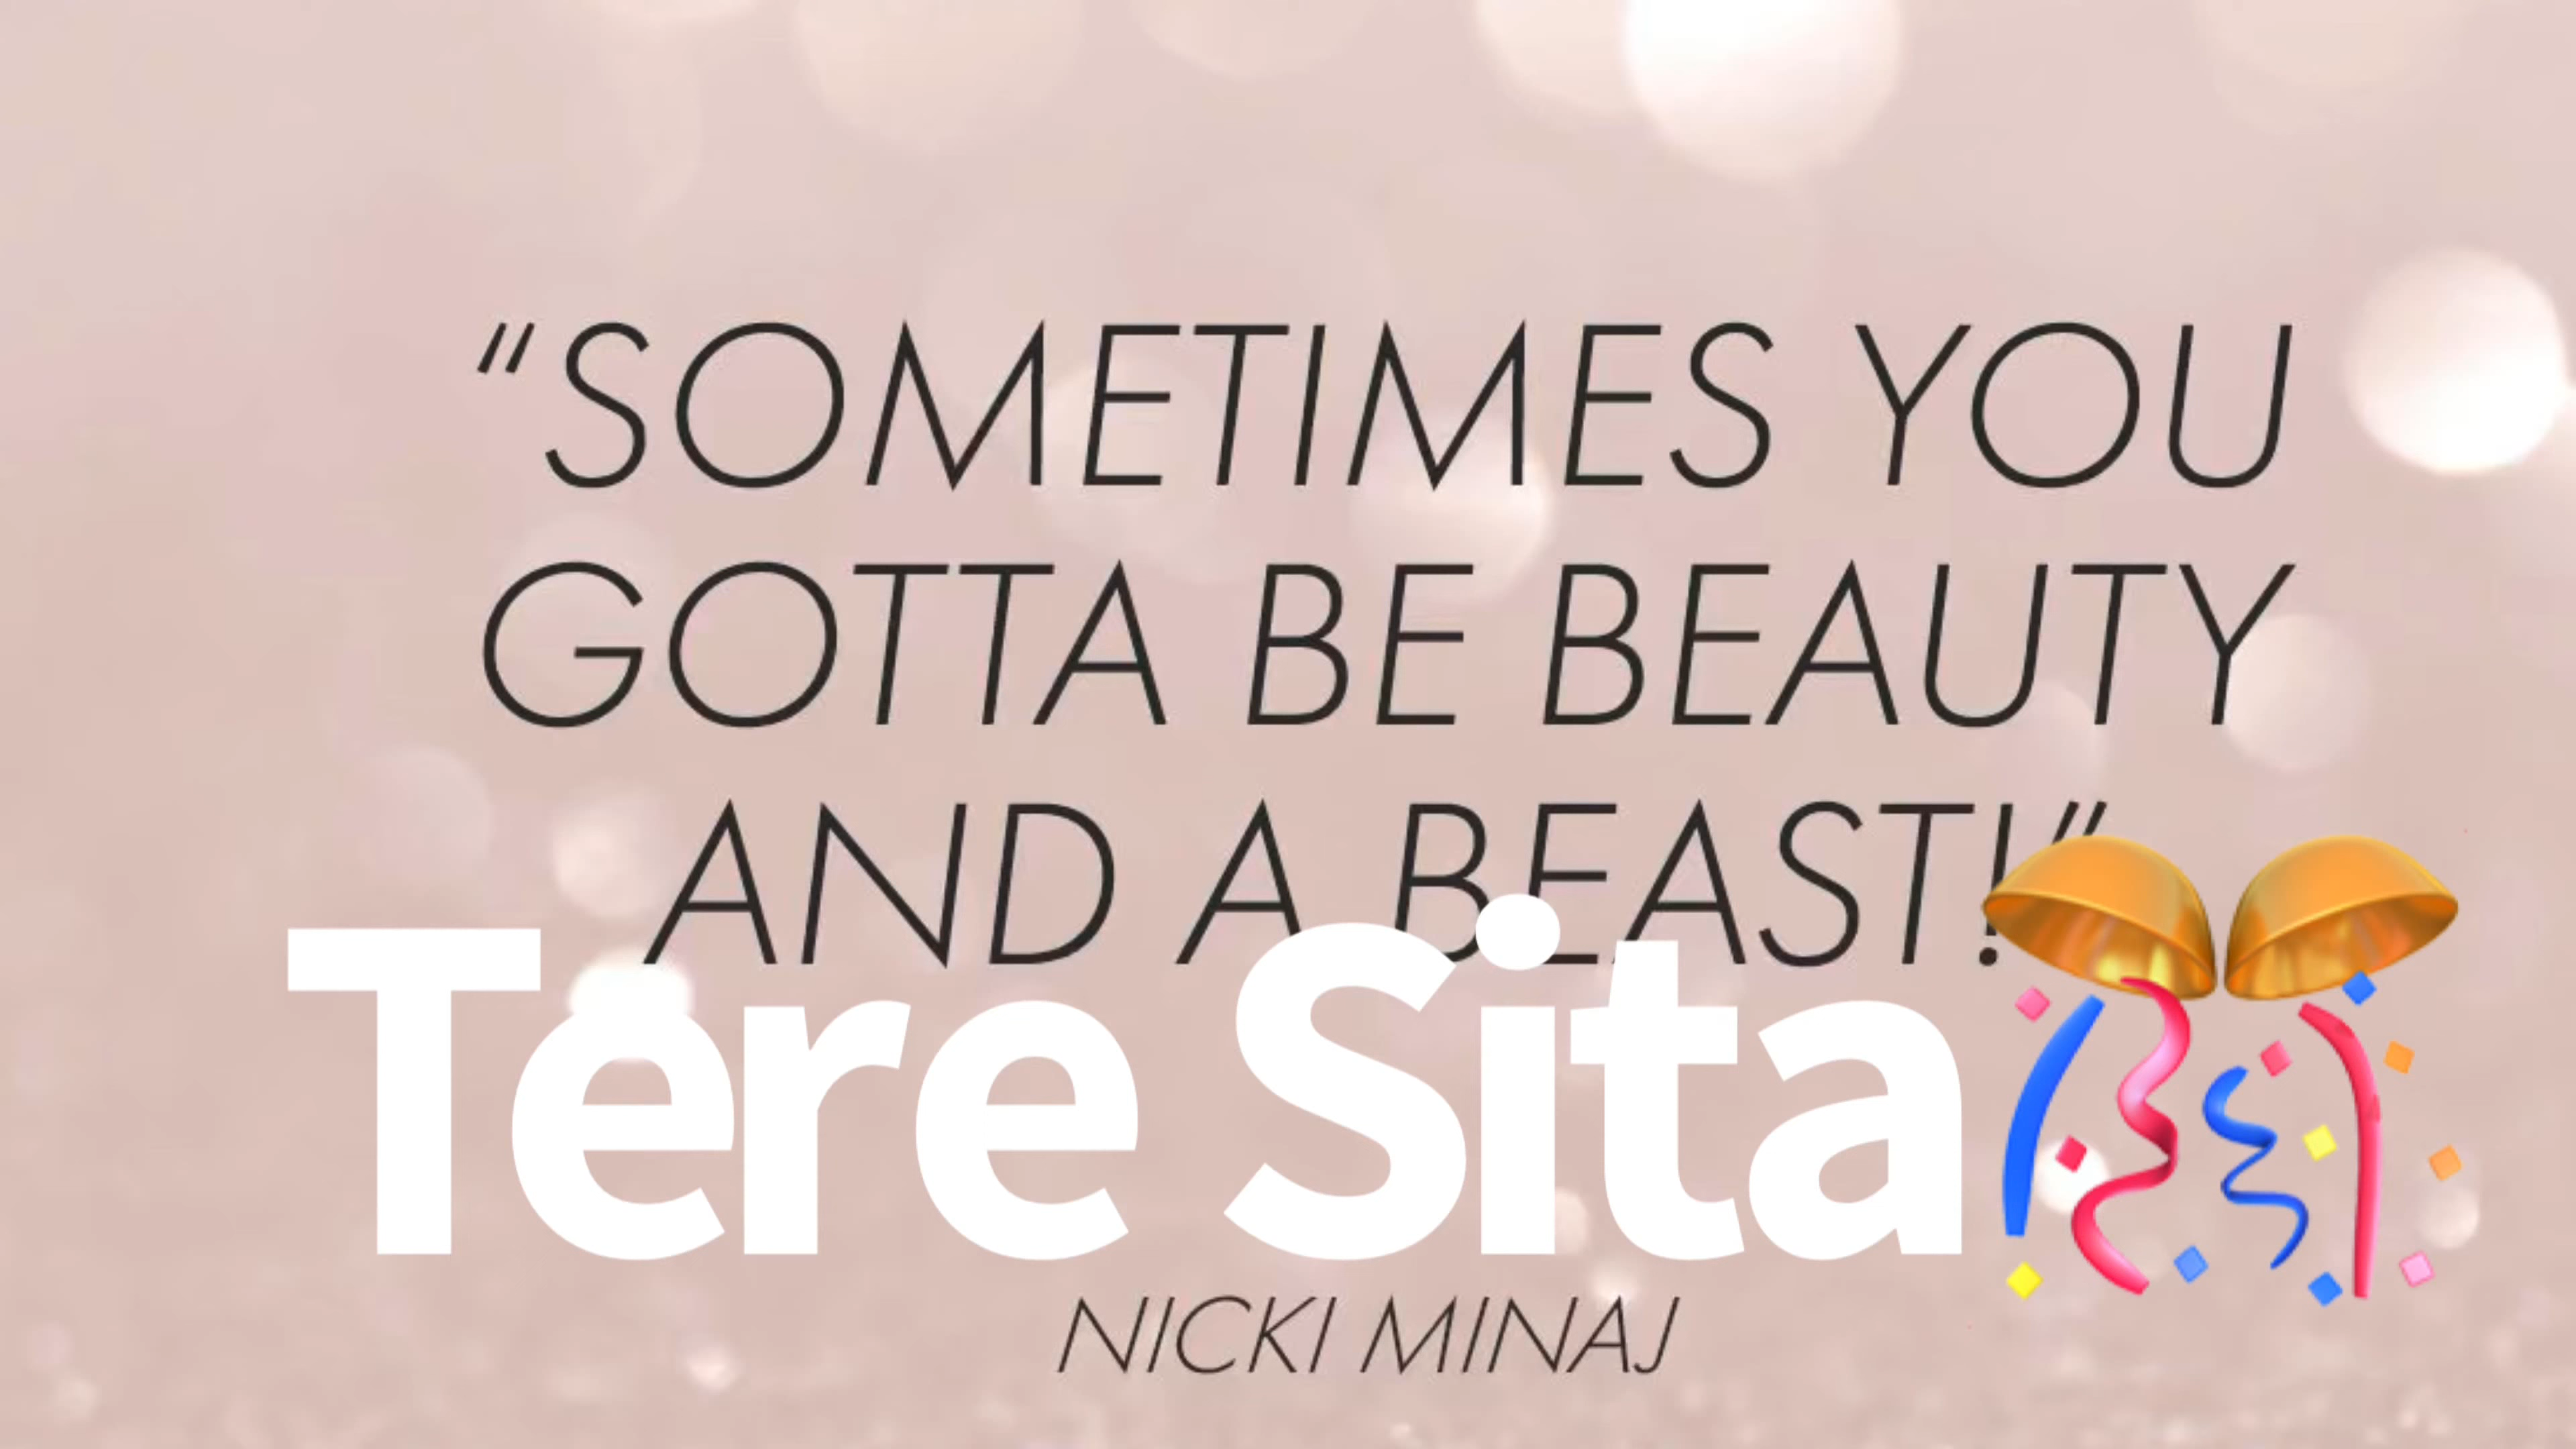 “SOMETIMES YOU
GOTTA BE BEAUTY
AND A BEAST!”
Tere Sita
NICKI MINAJ